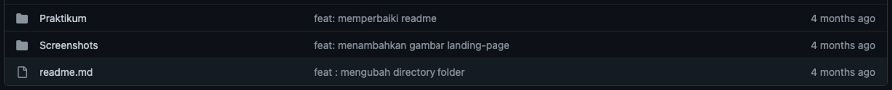 Praktikum feat: memperbaiki readme 4 months ago
Screenshots feat: menambahkan gambar landing-page 4 months ago
readme.md feat : mengubah directory folder 4 months ago